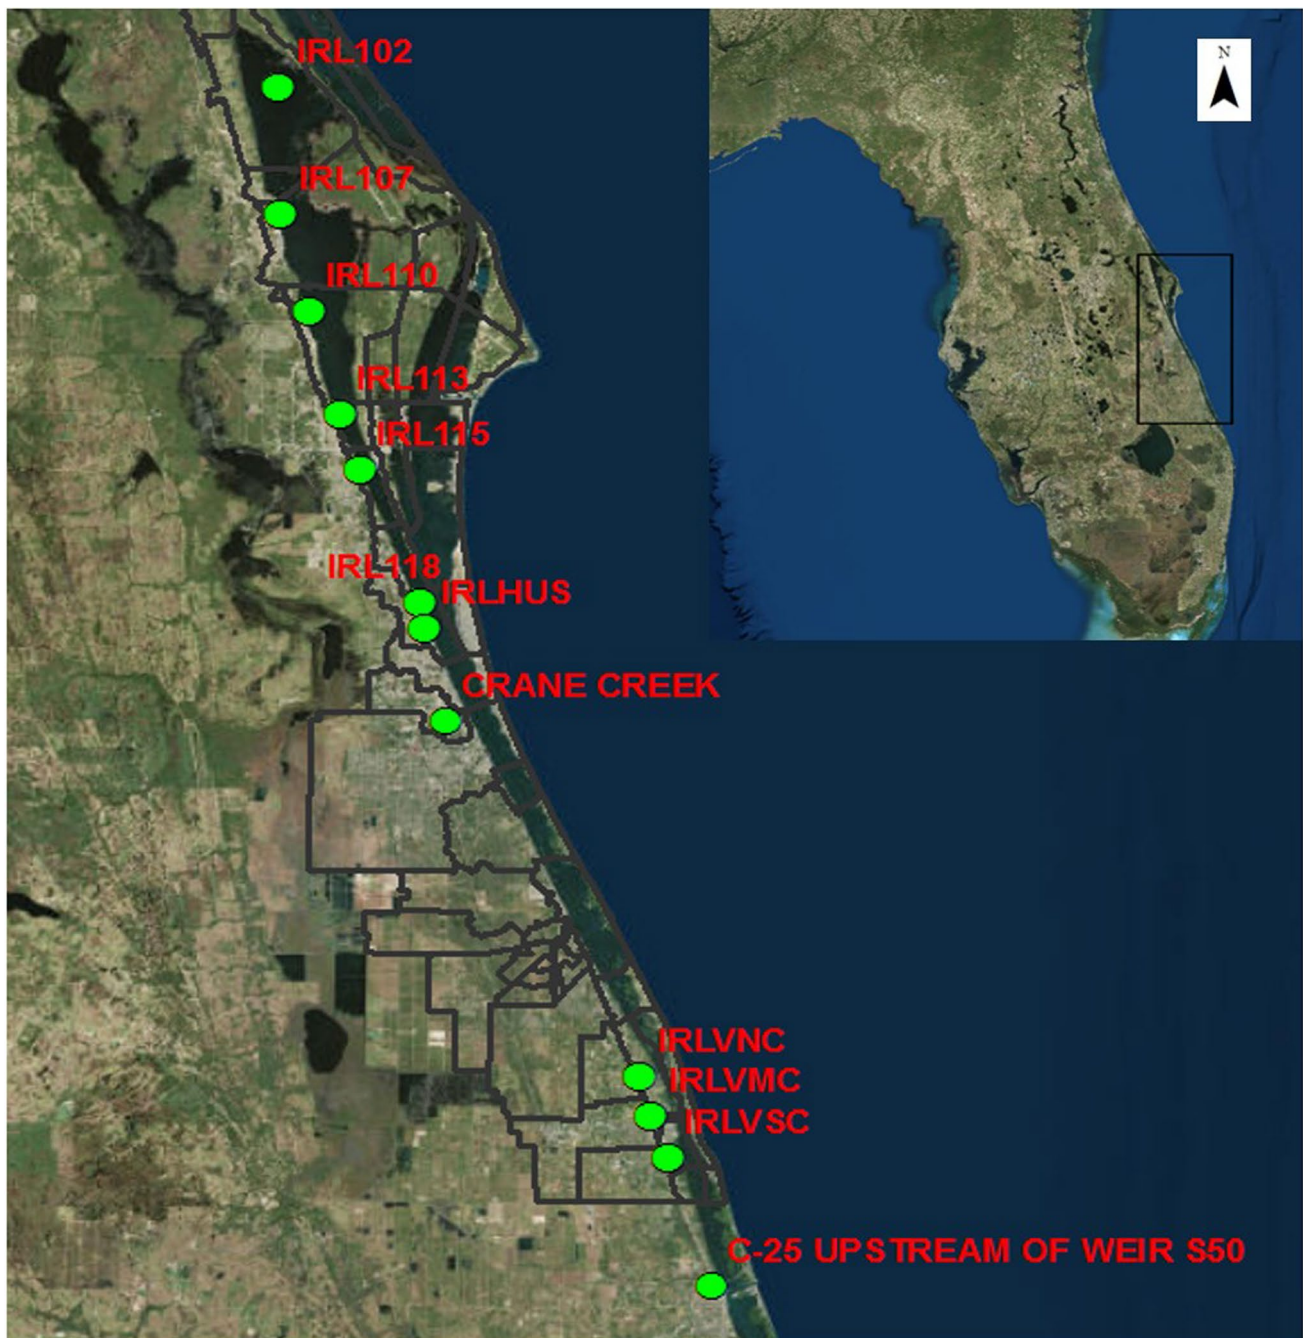 IRL102
N
IRL107
IRL110
IRL113
IRL115
IRL118
IRLHUS
CRANE CREEK
IRLVNC
IRLVMC
IRLVSC
C-25 UPSTREAM OF WEIR S50